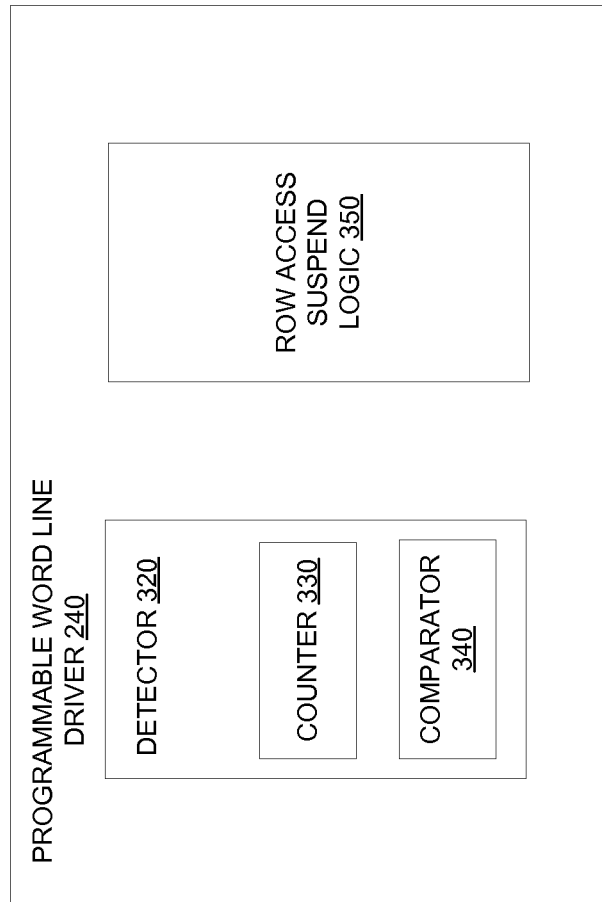 PROGRAMMABLE WORD LINE
DRIVER 240
DETECTOR 320
COUNTER 330
COMPARATOR
340
ROW ACCESS
SUSPEND
LOGIC 350